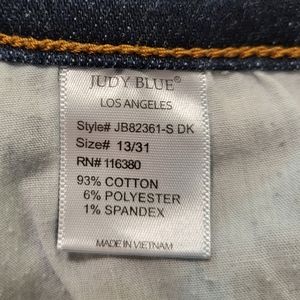 JUDY BLUE®
LOS ANGELES
Style# JB82361-S DK
Size# 13/31
RN# 116380
93% COTTON
6% POLYESTER
1% SPANDEX
MADE IN VIETNAM